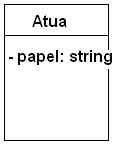 Atua
- papel: string